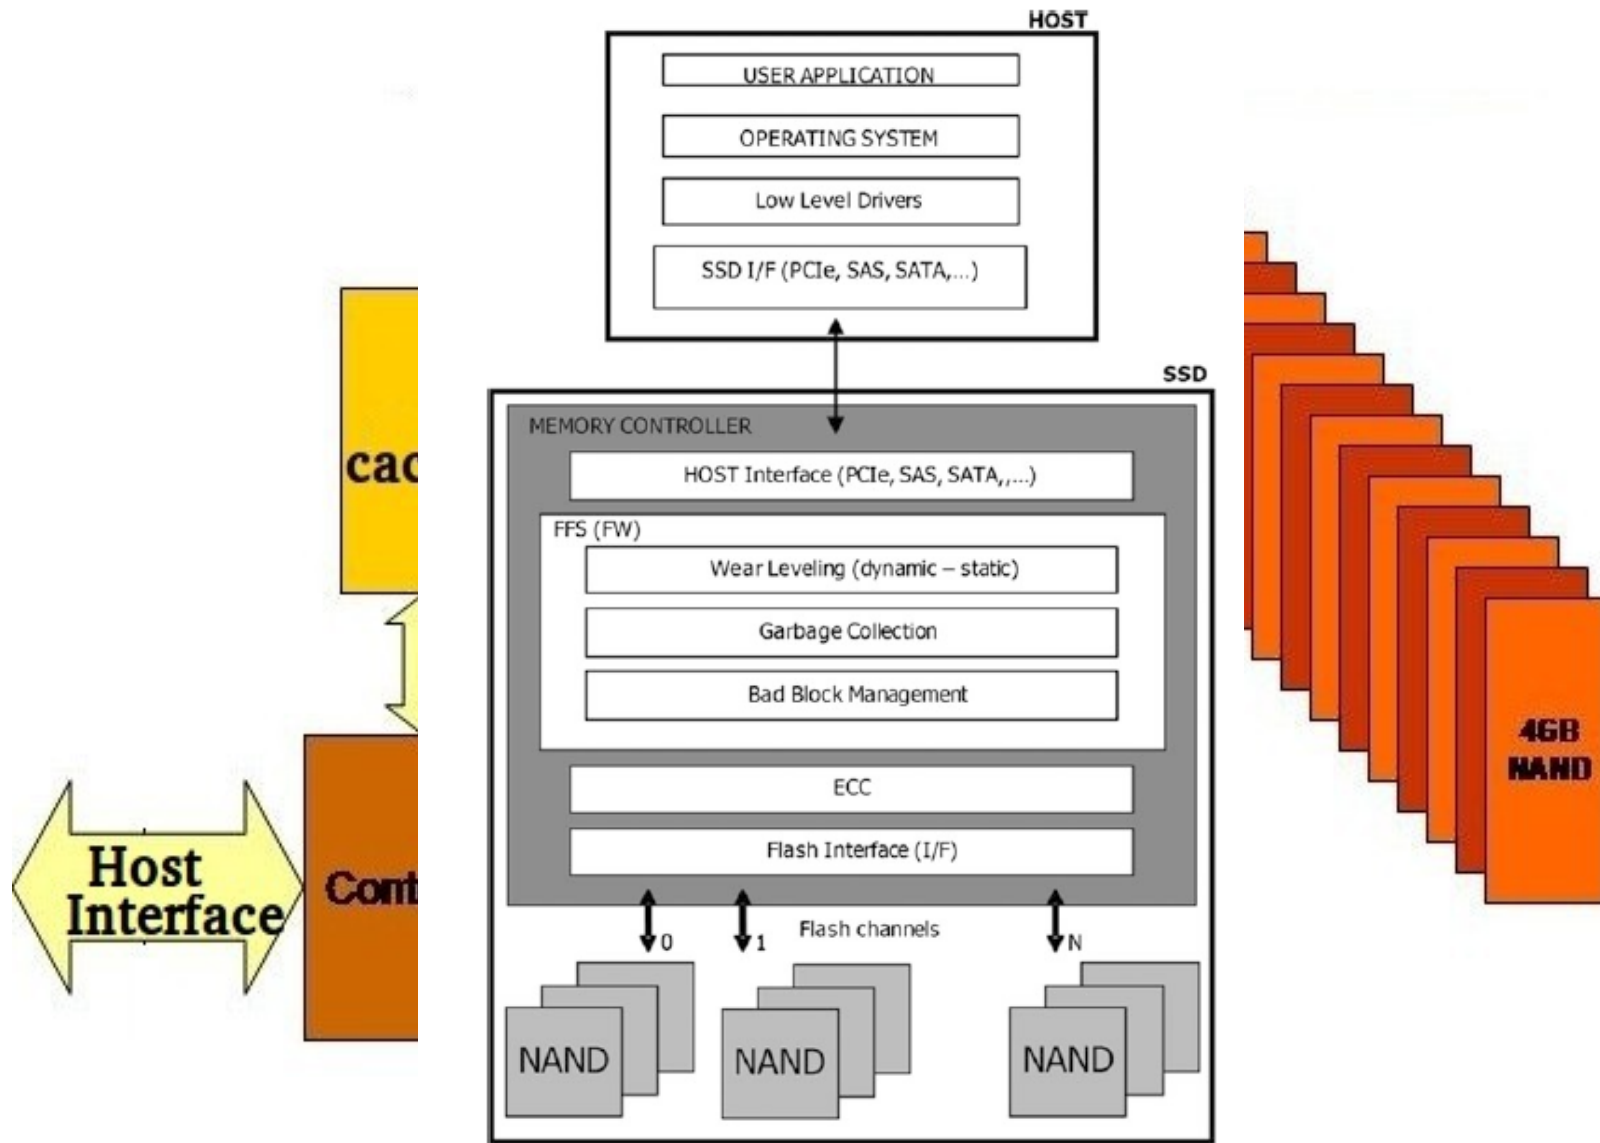 HOST
USER APPLICATION
OPERATING SYSTEM
Low Level Drivers
SSD I/F (PCIe, SAS, SATA,...)
SSD
MEMORY CONTROLLER
HOST Interface (PCIe, SAS, SATA,,...)
FFS (FW)
Wear Leveling (dynamic – static)
Garbage Collection
Bad Block Management
ECC
Flash Interface (I/F)
Flash channels
0
1
N
NAND
NAND
NAND
cac
Host
Interface
Cont
4GB
NAND